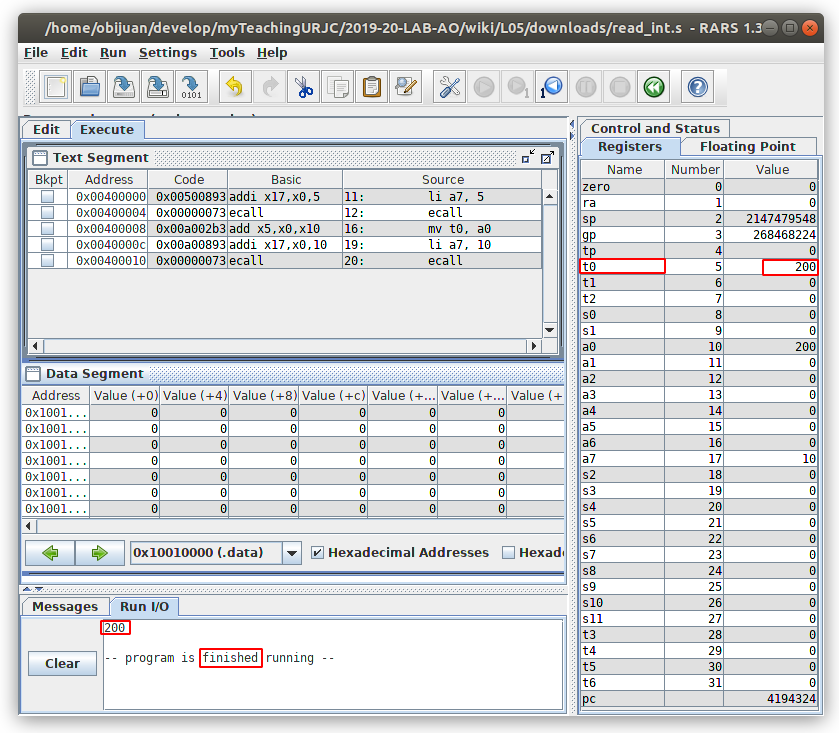 /home/obijuan/develop/myTeachingURJC/2019-20-LAB-AO/wiki/L05/downloads/read_int.s - RARS 1.3
File Edit Run Settings Tools Help
Edit Execute
Text Segment
Bkpt Address Code Basic Source
0x00400000 0x00500893 addi x17,x0,5 11: li a7, 5
0x00400004 0x00000073 ecall 12: ecall
0x00400008 0x00a002b3 add x5,x0,x10 16: mv t0, a0
0x0040000c 0x00a00893 addi x17,x0,10 19: li a7, 10
0x00400010 0x00000073 ecall 20: ecall
Data Segment
Address Value (+0) Value (+4) Value (+8) Value (+c) Value (+... Value (+... Value (+
0x1001... 0 0 0 0 0 0
0x1001... 0 0 0 0 0 0
0x1001... 0 0 0 0 0 0
0x1001... 0 0 0 0 0 0
0x1001... 0 0 0 0 0 0
0x1001... 0 0 0 0 0 0
0x1001... 0 0 0 0 0 0
0x10010000 (.data) Hexadecimal Addresses Hexad
Messages Run I/O
Clear
200
-- program is finished running --
Control and Status
Registers Floating Point
Name Number Value
zero 0 0
ra 1 0
sp 2 2147479548
gp 3 268468224
tp 4 0
t0 5 200
t1 6 0
t2 7 0
s0 8 0
s1 9 0
a0 10 200
a1 11 0
a2 12 0
a3 13 0
a4 14 0
a5 15 0
a6 16 0
a7 17 10
s2 18 0
s3 19 0
s4 20 0
s5 21 0
s6 22 0
s7 23 0
s8 24 0
s9 25 0
s10 26 0
s11 27 0
t3 28 0
t4 29 0
t5 30 0
t6 31 0
pc 4194324